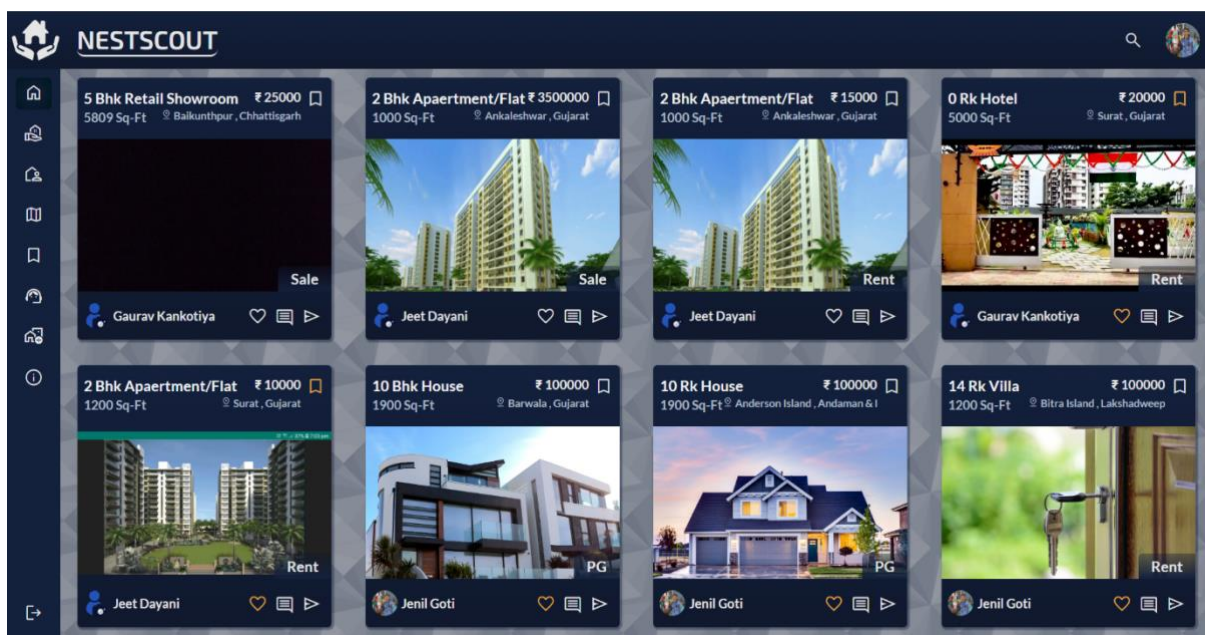 NESTSCOUT
5 Bhk Retail Showroom ₹ 25000
5809 Sq-Ft Baikunthpur , Chhattisgarh
Sale
Gaurav Kankotiya
2 Bhk Apaertment/Flat ₹ 3500000
1000 Sq-Ft Ankaleshwar , Gujarat
Sale
Jeet Dayani
2 Bhk Apaertment/Flat ₹ 15000
1000 Sq-Ft Ankaleshwar , Gujarat
Rent
Jeet Dayani
0 Rk Hotel ₹ 20000
5000 Sq-Ft Surat , Gujarat
Rent
Gaurav Kankotiya
2 Bhk Apaertment/Flat ₹ 10000
1200 Sq-Ft Surat , Gujarat
Rent
Jeet Dayani
10 Bhk House ₹ 100000
1900 Sq-Ft Barwala , Gujarat
PG
Jenil Goti
10 Rk House ₹ 100000
1900 Sq-Ft Anderson Island , Andaman & I
PG
Jenil Goti
14 Rk Villa ₹ 100000
1200 Sq-Ft Bitra Island , Lakshadweep
Rent
Jenil Goti